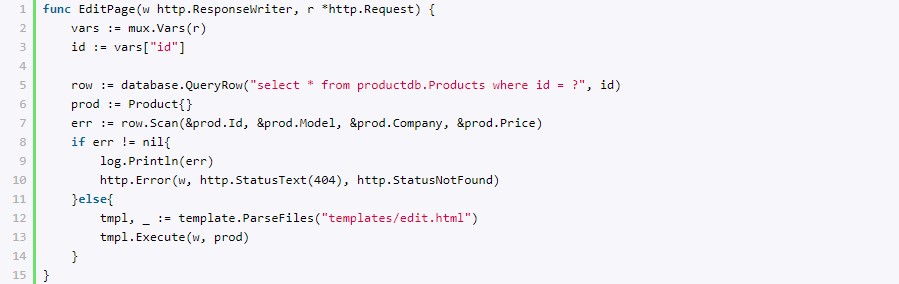 1 func EditPage(w http.ResponseWriter, r *http.Request) {
2     vars := mux.Vars(r)
3     id := vars["id"]
4
5     row := database.QueryRow("select * from productdb.Products where id = ?", id)
6     prod := Product{}
7     err := row.Scan(&prod.Id, &prod.Model, &prod.Company, &prod.Price)
8     if err != nil{
9         log.Println(err)
10         http.Error(w, http.StatusText(404), http.StatusNotFound)
11     }else{
12         tmpl, _ := template.ParseFiles("templates/edit.html")
13         tmpl.Execute(w, prod)
14     }
15 }